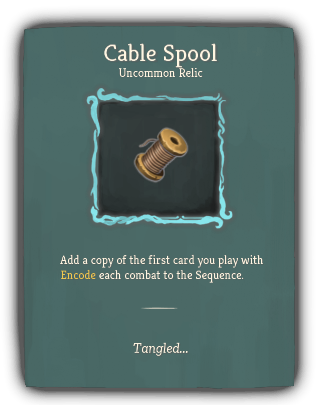 Cable Spool
Uncommon Relic
Add a copy of the first card you play with
Encode each combat to the Sequence.
Tangled...